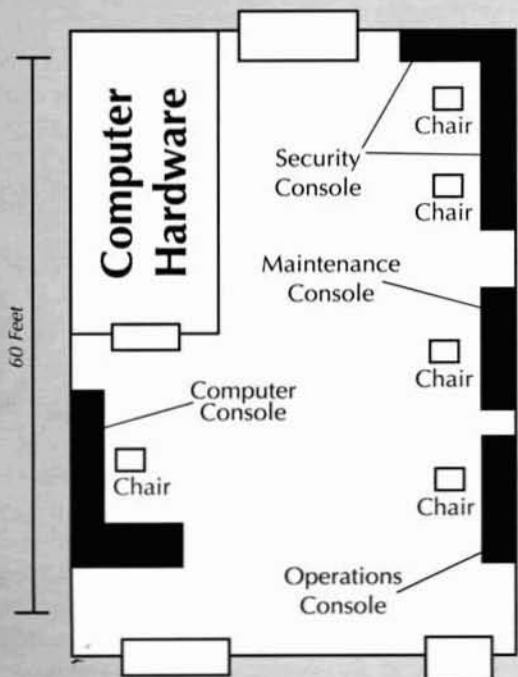 60 Feet
Computer
Hardware
Chair
Security
Console
Chair
Maintenance
Console
Chair
Computer
Console
Chair
Chair
Operations
Console